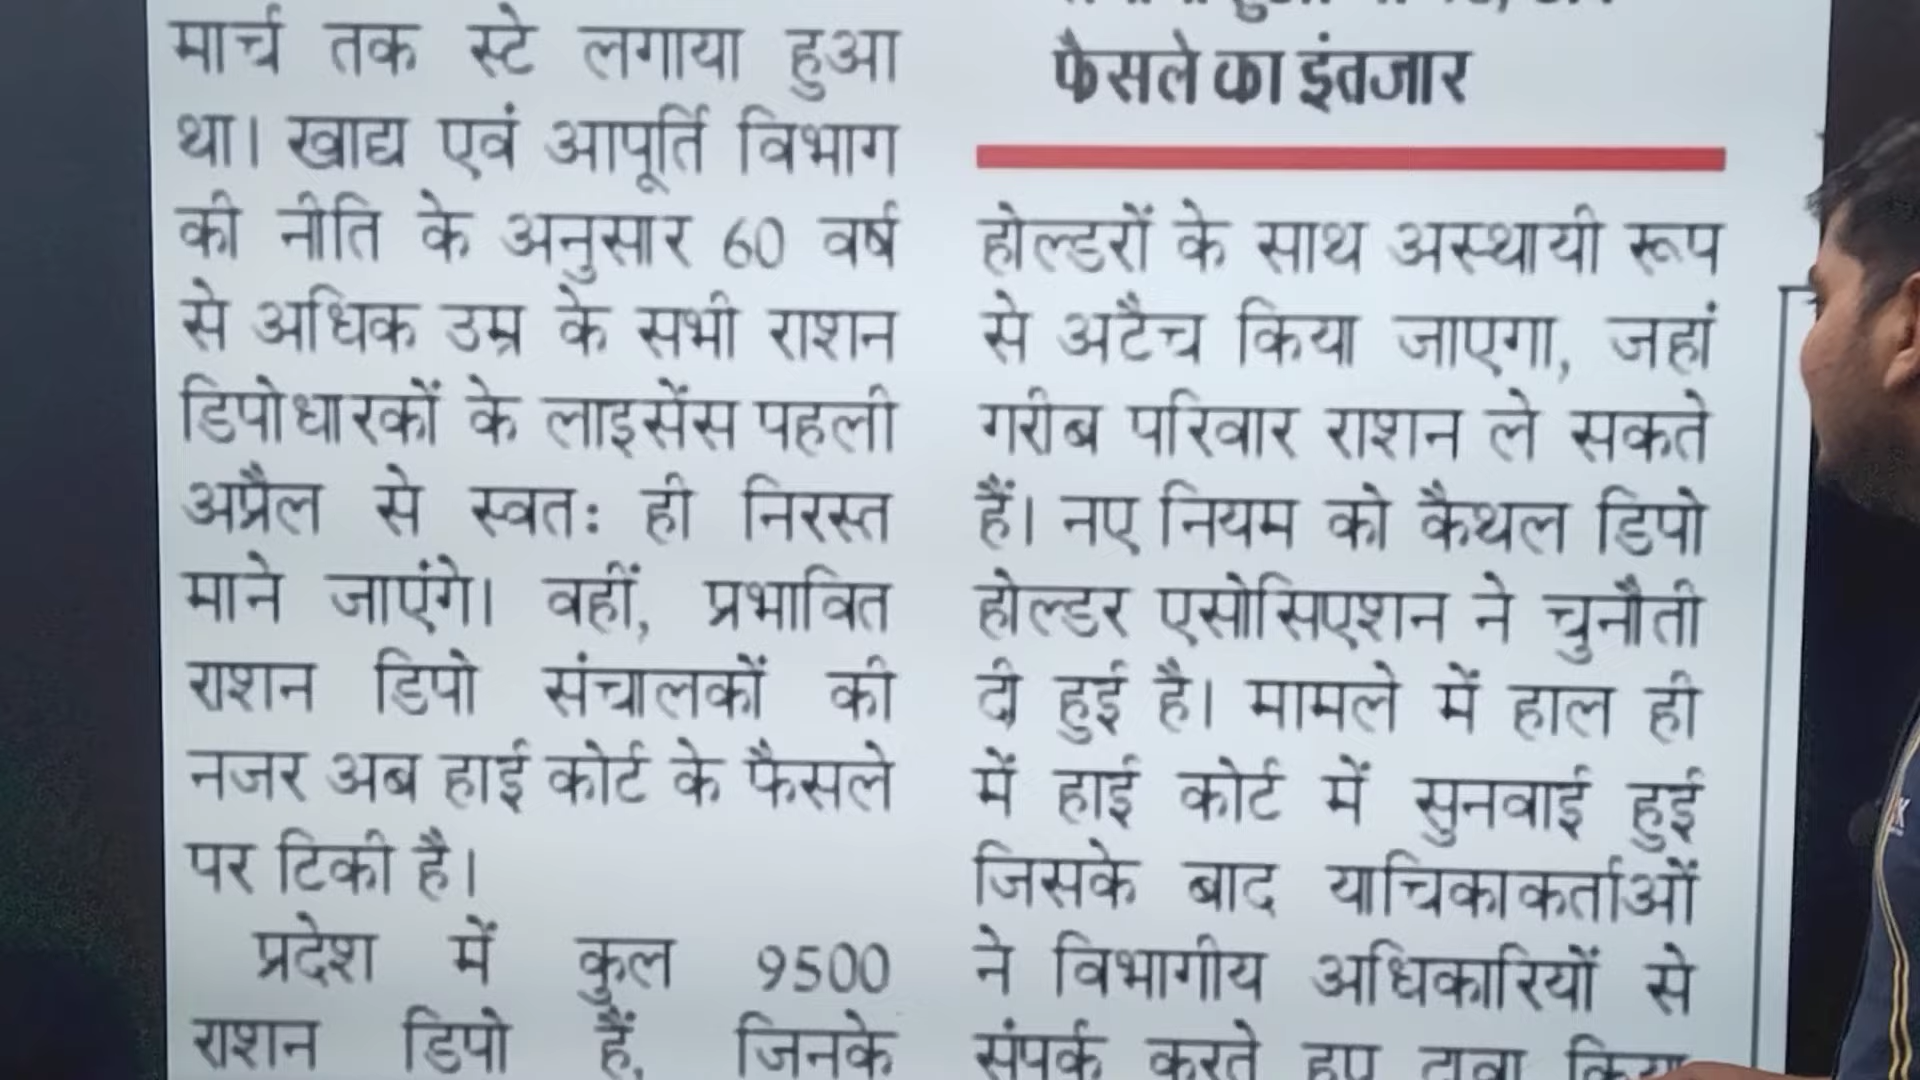 मार्च तक स्टे लगाया हुआ
था। खाद्य एवं आपूर्ति विभाग
की नीति के अनुसार 60 वर्ष
से अधिक उम्र के सभी राशन
डिपोधारकों के लाइसेंस पहली
अप्रैल से स्वतः ही निरस्त
माने जाएंगे। वहीं, प्रभावित
राशन डिपो संचालकों की
नजर अब हाई कोर्ट के फैसले
पर टिकी है।
प्रदेश में कुल 9500
राशन डिपो हैं, जिनके
फैसले का इंतजार
होल्डरों के साथ अस्थायी रूप
से अटैच किया जाएगा, जहां
गरीब परिवार राशन ले सकते
हैं। नए नियम को कैथल डिपो
होल्डर एसोसिएशन ने चुनौती
दी हुई है। मामले में हाल ही
में हाई कोर्ट में सुनवाई हुई
जिसके बाद याचिकाकर्ताओं
ने विभागीय अधिकारियों से
संपर्क करते हुए दावा किया